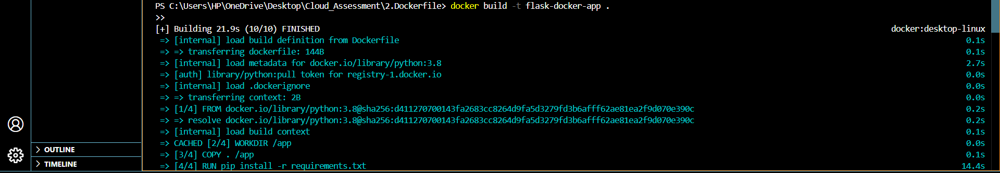 PS C:\Users\HP\OneDrive\Desktop\Cloud_Assessment\2.Dockerfile> docker build -t flask-docker-app .
>>
[+] Building 21.9s (10/10) FINISHED docker:desktop-linux
=> [internal] load build definition from Dockerfile 0.1s
=> => transferring dockerfile: 144B 0.1s
=> [internal] load metadata for docker.io/library/python:3.8 2.7s
=> [auth] library/python:pull token for registry-1.docker.io 0.0s
=> [internal] load .dockerignore 0.0s
=> => transferring context: 2B 0.0s
=> [1/4] FROM docker.io/library/python:3.8@sha256:d411270700143fa2683cc8264d9fa5d3279fd3b6afff62ae81ea2f9d070e390c 0.2s
=> => resolve docker.io/library/python:3.8@sha256:d411270700143fa2683cc8264d9fa5d3279fd3b6afff62ae81ea2f9d070e390c 0.2s
=> [internal] load build context 0.1s
=> CACHED [2/4] WORKDIR /app 0.0s
=> [3/4] COPY . /app 0.1s
=> [4/4] RUN pip install -r requirements.txt 14.4s
OUTLINE
TIMELINE